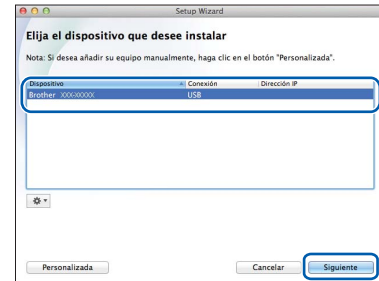 Setup Wizard
Elija el dispositivo que desee instalar
Nota: Si desea añadir su equipo manualmente, haga clic en el botón "Personalizada".
Dispositivo Conexión Dirección IP
Brother XXX-XXXX USB
Personalizada Cancelar Siguiente